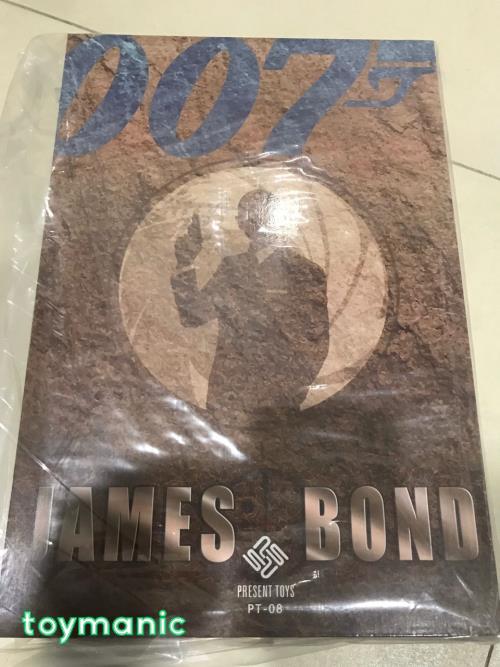 007
JAMES BOND
PRESENT TOYS
PT-08
toymanic